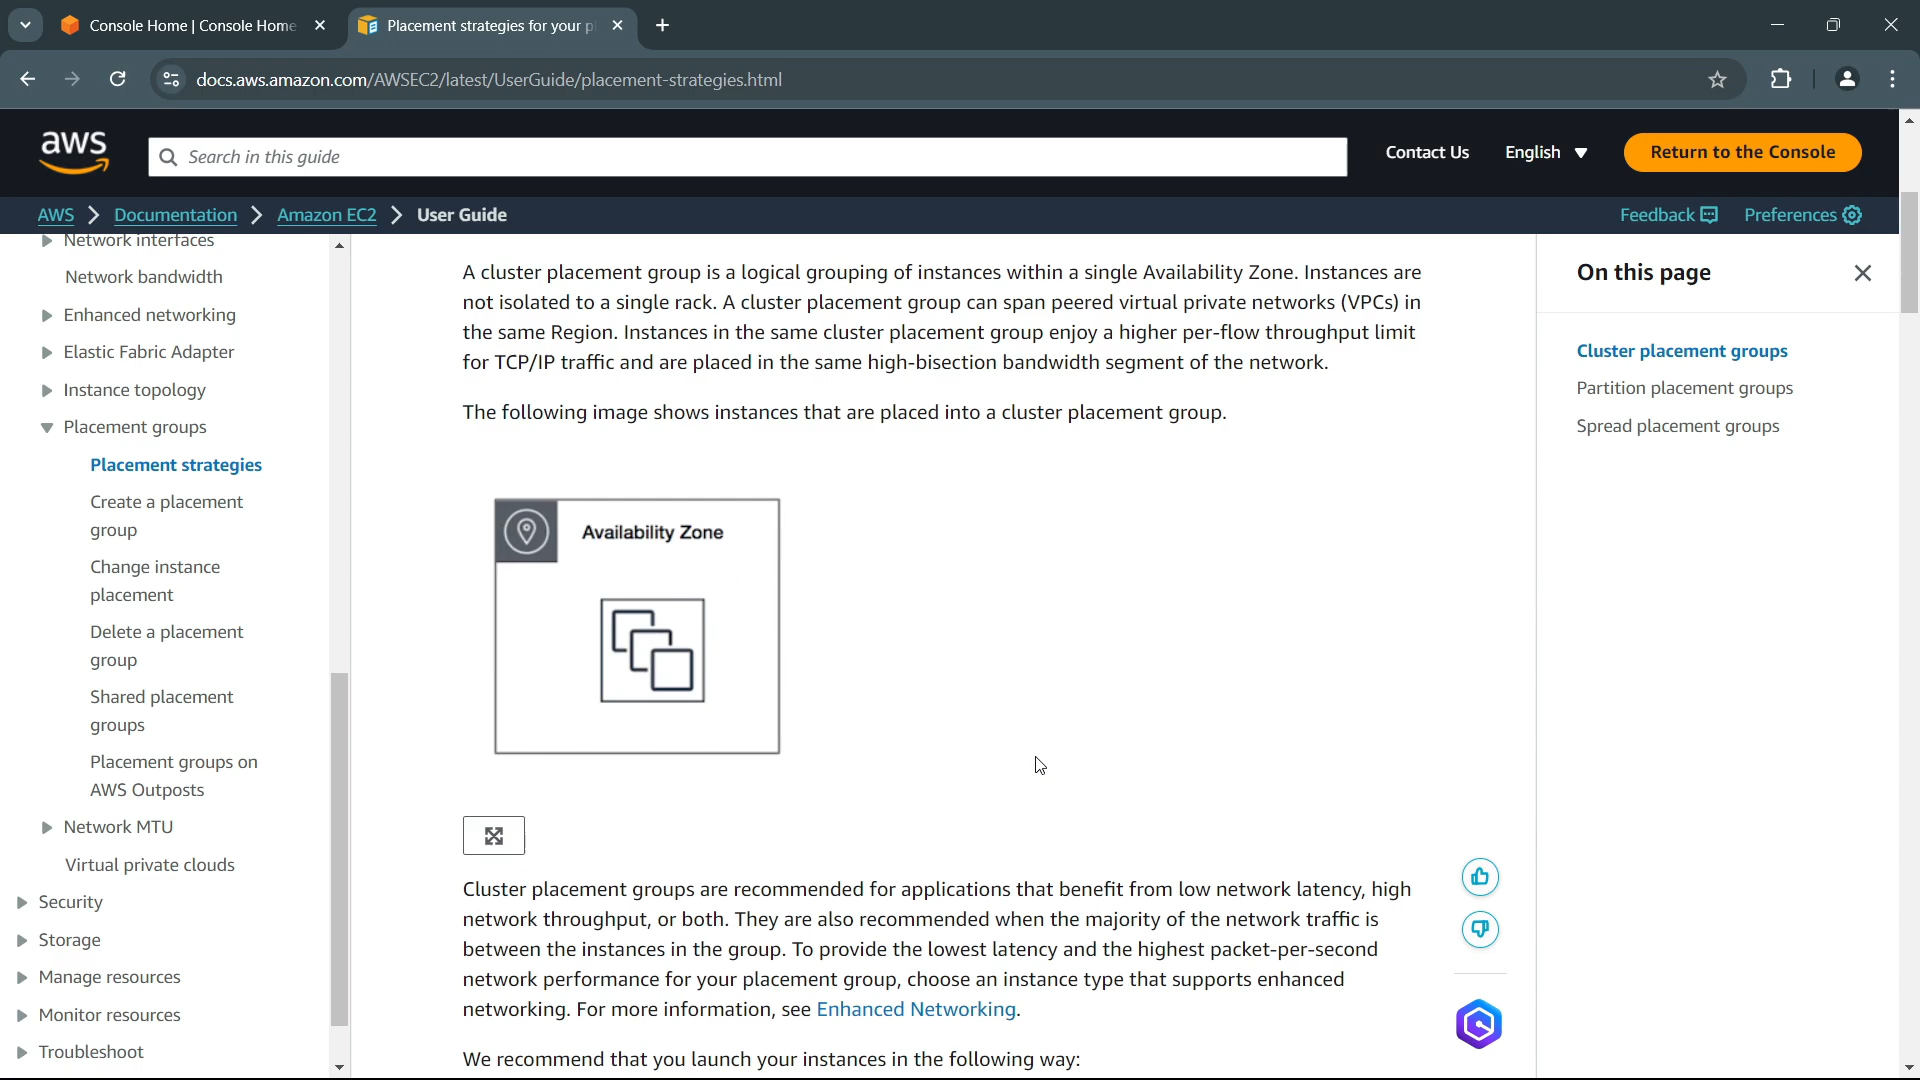 Console Home | Console Home
Placement strategies for your p
docs.aws.amazon.com/AWSEC2/latest/UserGuide/placement-strategies.html
aws
Search in this guide
Contact Us
English
Return to the Console
AWS
Documentation
Amazon EC2
User Guide
Feedback
Preferences
Network interfaces
Network bandwidth
Enhanced networking
Elastic Fabric Adapter
Instance topology
Placement groups
Placement strategies
Create a placement
group
Change instance
placement
Delete a placement
group
Shared placement
groups
Placement groups on
AWS Outposts
Network MTU
Virtual private clouds
Security
Storage
Manage resources
Monitor resources
Troubleshoot
A cluster placement group is a logical grouping of instances within a single Availability Zone. Instances are
not isolated to a single rack. A cluster placement group can span peered virtual private networks (VPCs) in
the same Region. Instances in the same cluster placement group enjoy a higher per-flow throughput limit
for TCP/IP traffic and are placed in the same high-bisection bandwidth segment of the network.
The following image shows instances that are placed into a cluster placement group.
Availability Zone
Cluster placement groups are recommended for applications that benefit from low network latency, high
network throughput, or both. They are also recommended when the majority of the network traffic is
between the instances in the group. To provide the lowest latency and the highest packet-per-second
network performance for your placement group, choose an instance type that supports enhanced
networking. For more information, see Enhanced Networking.
We recommend that you launch your instances in the following way:
On this page
Cluster placement groups
Partition placement groups
Spread placement groups